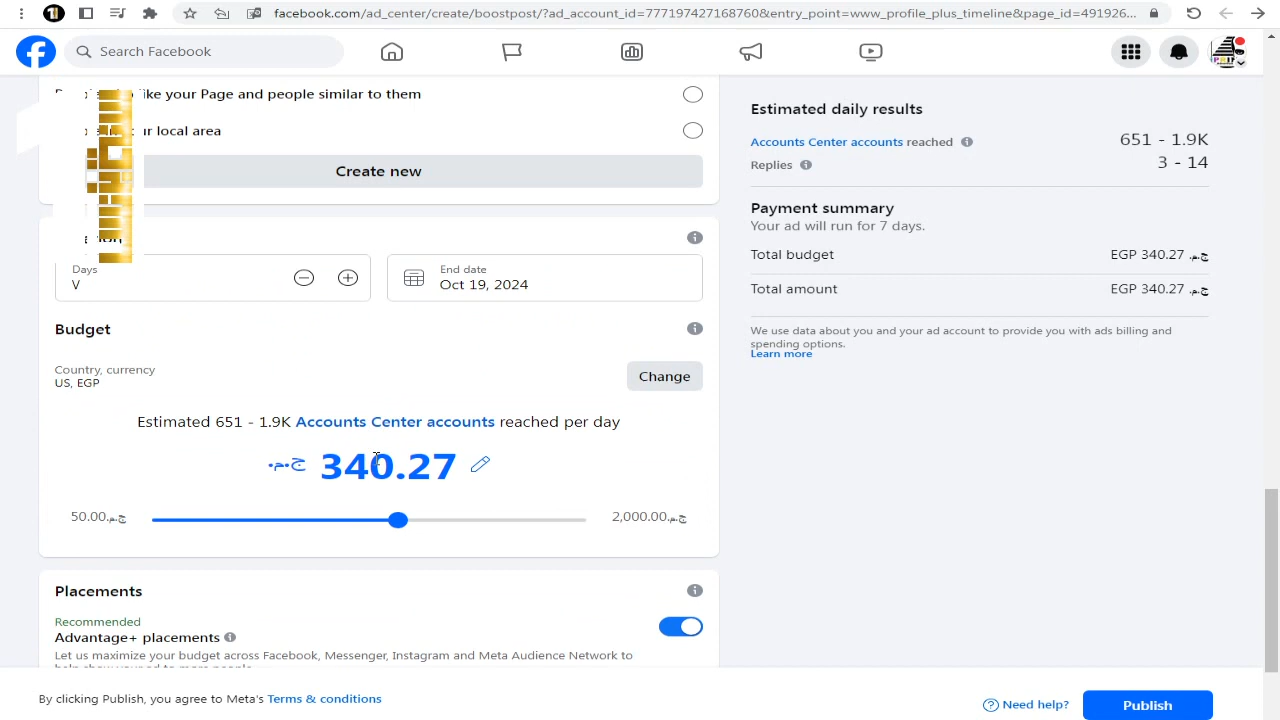 facebook.com/ad_center/create/boostpost/?ad_account_id=777197427168708&entry_point=www_profile_plus_timeline&page_id=491926...
Search Facebook
like your Page and people similar to them
local area
Create new
Days
V
End date
Oct 19, 2024
Budget
Country, currency
US, EGP
Change
Estimated 651 - 1.9K Accounts Center accounts reached per day
ج.م. 340.27
50.00 ج.م.
2,000.00 ج.م.
Placements
Recommended
Advantage+ placements
Let us maximize your budget across Facebook, Messenger, Instagram and Meta Audience Network to
Estimated daily results
Accounts Center accounts reached
651 - 1.9K
Replies
3 - 14
Payment summary
Your ad will run for 7 days.
Total budget
EGP 340.27 ج.م.
Total amount
EGP 340.27 ج.م.
We use data about you and your ad account to provide you with ads billing and
spending options.
Learn more
By clicking Publish, you agree to Meta's Terms & conditions
Need help?
Publish